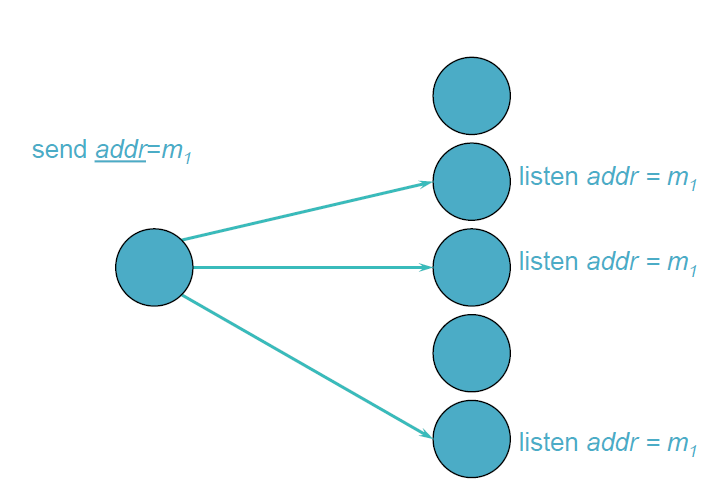 send addr=m₁
listen addr = m₁
listen addr = m₁
listen addr = m₁